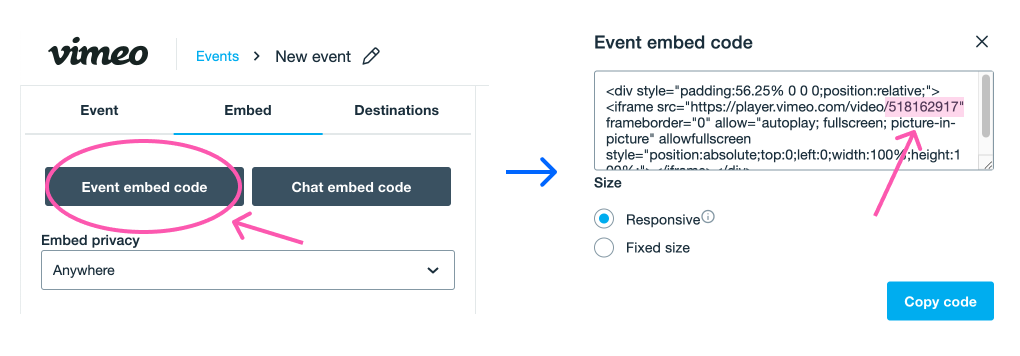 vimeo
Events > New event
Event
Embed
Destinations
Event embed code
Chat embed code
Embed privacy
Anywhere
Event embed code
<div style="padding:56.25% 0 0 0;position:relative;">
<iframe src="https://player.vimeo.com/video/518162917"
frameborder="0" allow="autoplay; fullscreen; picture-in-
picture" allowfullscreen
style="position:absolute;top:0;left:0;width:100%;height:1
00%;"></iframe></div>
Size
Responsive
Fixed size
Copy code